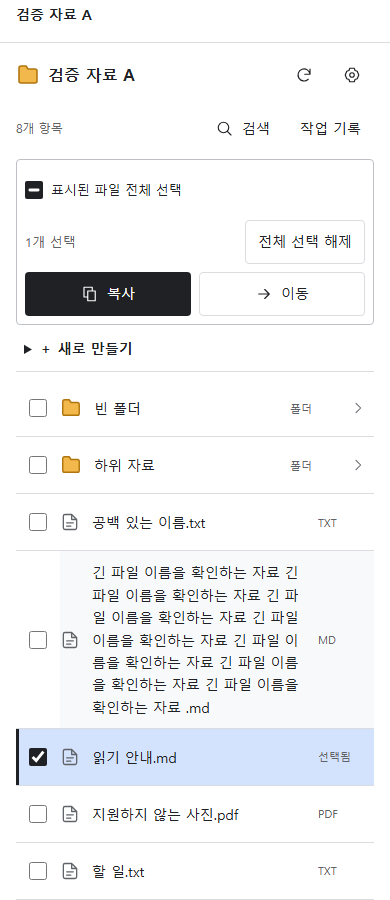 검증 자료 A
검증 자료 A
8개 항목
검색
작업 기록
표시된 파일 전체 선택
1개 선택
전체 선택 해제
복사
이동
+ 새로 만들기
빈 폴더
폴더
하위 자료
폴더
공백 있는 이름.txt
TXT
긴 파일 이름을 확인하는 자료 긴
파일 이름을 확인하는 자료 긴 파
일 이름을 확인하는 자료 긴 파일
이름을 확인하는 자료 긴 파일 이
름을 확인하는 자료 긴 파일 이름
을 확인하는 자료 긴 파일 이름을
확인하는 자료 .md
MD
읽기 안내.md
선택됨
지원하지 않는 사진.pdf
PDF
할 일.txt
TXT